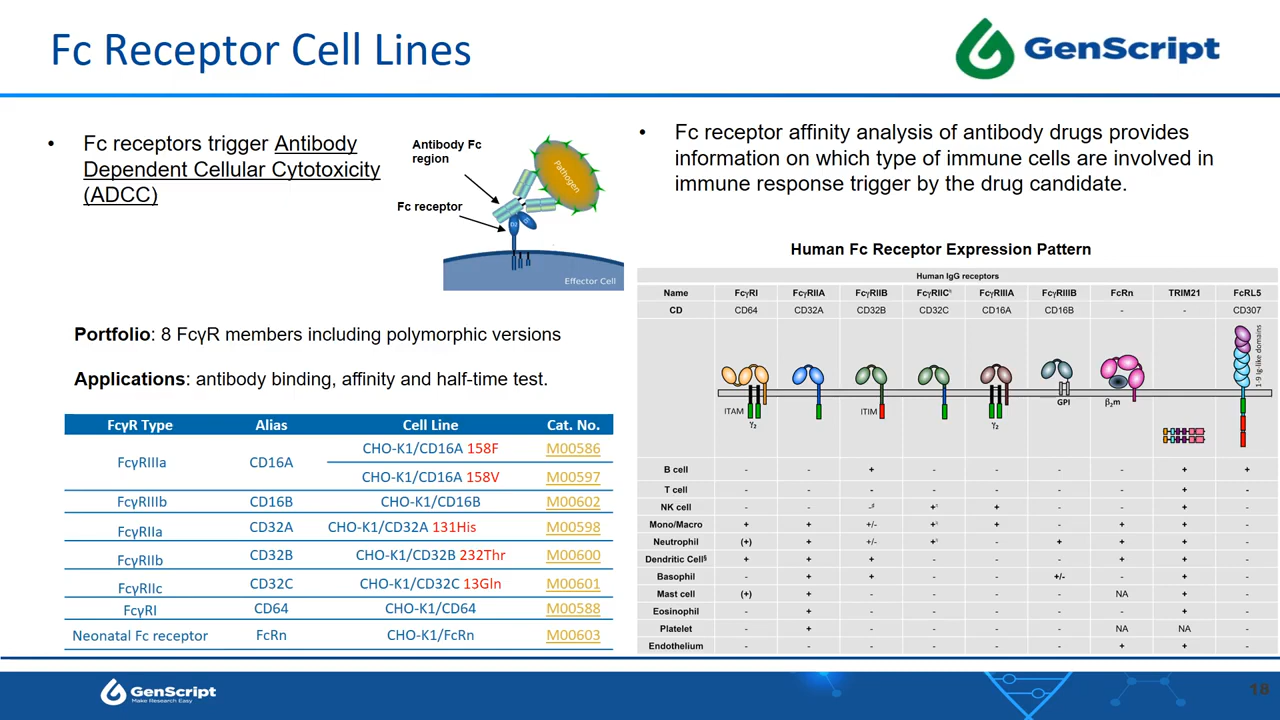 Fc Receptor Cell Lines
GenScript
• Fc receptors trigger Antibody
Dependent Cellular Cytotoxicity
(ADCC)
Antibody Fc
region
Fc receptor
Pathogen
D2
Effector Cell
Portfolio: 8 FcγR members including polymorphic versions
Applications: antibody binding, affinity and half-time test.
FcγR Type Alias Cell Line Cat. No.
FcγRIIIa CD16A CHO-K1/CD16A 158F M00586
CHO-K1/CD16A 158V M00597
FcγRIIIb CD16B CHO-K1/CD16B M00602
FcγRIIa CD32A CHO-K1/CD32A 131His M00598
FcγRIIb CD32B CHO-K1/CD32B 232Thr M00600
FcγRIIc CD32C CHO-K1/CD32C 13Gln M00601
FcγRI CD64 CHO-K1/CD64 M00588
Neonatal Fc receptor FcRn CHO-K1/FcRn M00603
• Fc receptor affinity analysis of antibody drugs provides
information on which type of immune cells are involved in
immune response trigger by the drug candidate.
Human Fc Receptor Expression Pattern
Human IgG receptors
Name FcγRI FcγRIIA FcγRIIB FcγRIIC FcγRIIIA FcγRIIIB FcRn TRIM21 FcRL5
CD CD64 CD32A CD32B CD32C CD16A CD16B - - CD307
1-9 Ig-like domains
ITAM γ₂ ITIM γ₂ GPI β₂m
B cell - - + - - - - + +
T cell - - - - - - - + -
NK cell - - -§ + + - - + -
Mono/Macro + + +/- + + - + + -
Neutrophil (+) + +/- + - + + + -
Dendritic Cell§ + + + - - - + + -
Basophil - + + - - +/- - + -
Mast cell (+) + - - - - NA + -
Eosinophil - + - - - - - + -
Platelet - + - - - - NA NA -
Endothelium - - - - - - + + -
GenScript
Make Research Easy
18